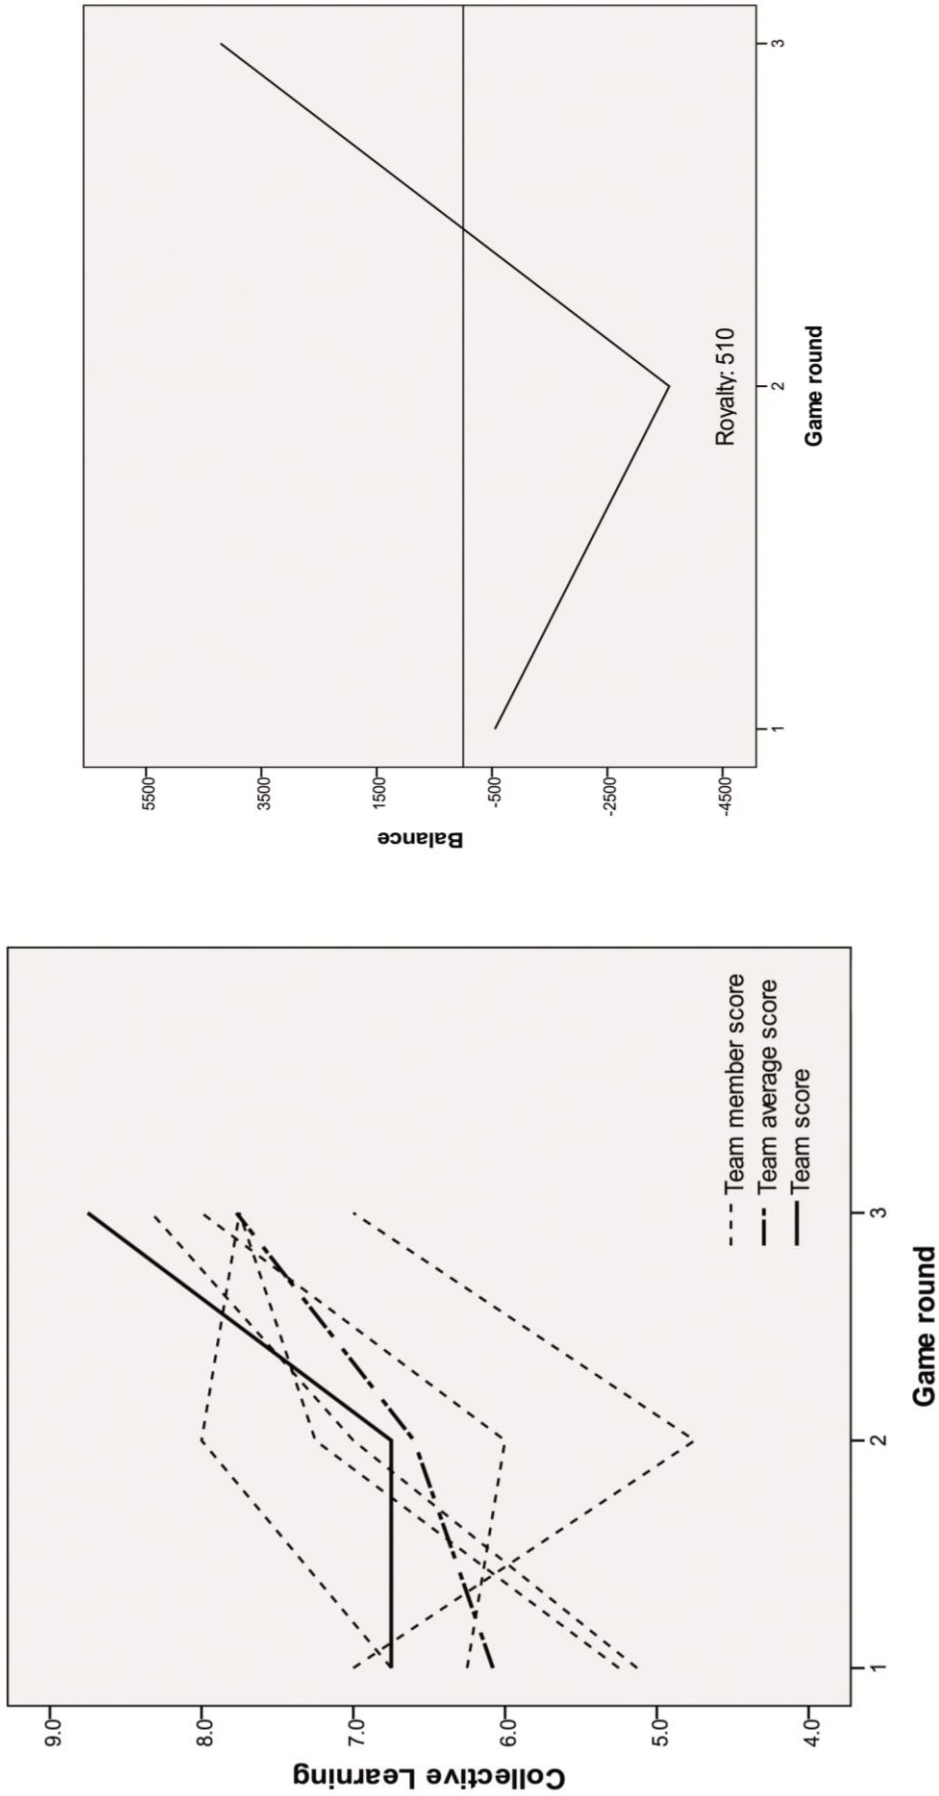 9.0
8.0
7.0
6.0
5.0
4.0
Collective Learning
1
2
3
Game round
Team member score
Team average score
Team score
5500
3500
1500
-500
-2500
-4500
Balance
1
2
3
Game round
Royalty: 510